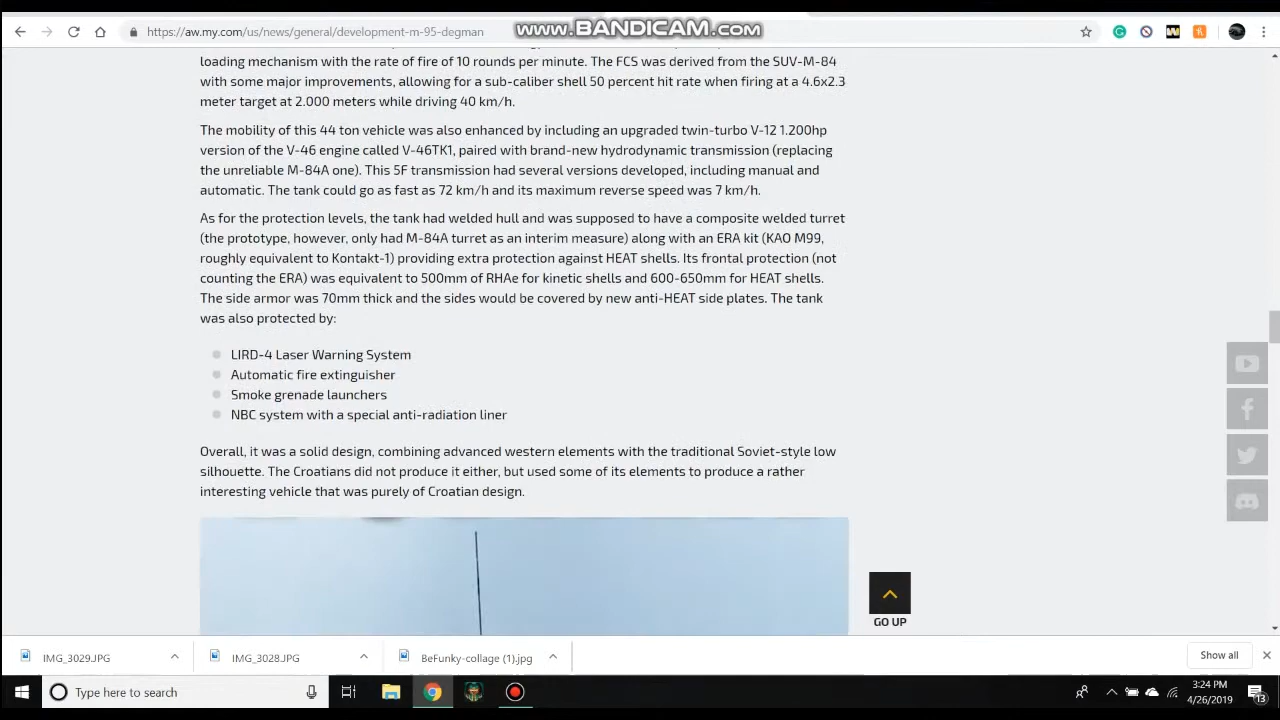 www.BANDICAM.com
https://aw.my.com/us/news/general/development-m-95-degman
loading mechanism with the rate of fire of 10 rounds per minute. The FCS was derived from the SUV-M-84
with some major improvements, allowing for a sub-caliber shell 50 percent hit rate when firing at a 4.6x2.3
meter target at 2.000 meters while driving 40 km/h.
The mobility of this 44 ton vehicle was also enhanced by including an upgraded twin-turbo V-12 1.200hp
version of the V-46 engine called V-46TK1, paired with brand-new hydrodynamic transmission (replacing
the unreliable M-84A one). This 5F transmission had several versions developed, including manual and
automatic. The tank could go as fast as 72 km/h and its maximum reverse speed was 7 km/h.
As for the protection levels, the tank had welded hull and was supposed to have a composite welded turret
(the prototype, however, only had M-84A turret as an interim measure) along with an ERA kit (KAO M99,
roughly equivalent to Kontakt-1) providing extra protection against HEAT shells. Its frontal protection (not
counting the ERA) was equivalent to 500mm of RHAe for kinetic shells and 600-650mm for HEAT shells.
The side armor was 70mm thick and the sides would be covered by new anti-HEAT side plates. The tank
was also protected by:
LIRD-4 Laser Warning System
Automatic fire extinguisher
Smoke grenade launchers
NBC system with a special anti-radiation liner
Overall, it was a solid design, combining advanced western elements with the traditional Soviet-style low
silhouette. The Croatians did not produce it either, but used some of its elements to produce a rather
interesting vehicle that was purely of Croatian design.
GO UP
IMG_3029.JPG
IMG_3028.JPG
BeFunky-collage (1).jpg
Show all
Type here to search
3:24 PM
4/26/2019
13